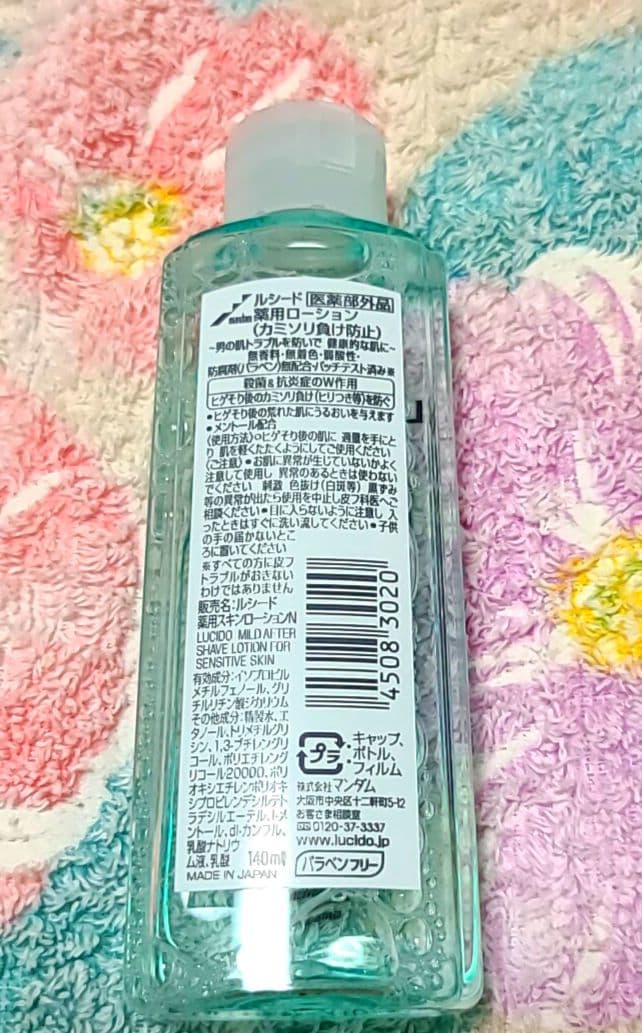 mandom
ルシード 医薬部外品
薬用ローション
(カミソリ負け防止)
~男の肌トラブルを防いで 健康的な肌に~
無香料・無着色・弱酸性・
防腐剤(パラベン)無配合・パッチテスト済み※
殺菌&抗炎症のW作用
ヒゲそり後のカミソリ負け(ヒリつき等)を防ぐ
●ヒゲそり後の荒れた肌にうるおいを与えます
●メントール配合
〈使用方法〉○ヒゲそり後の肌に 適量を手にと
り 肌を軽くたたくようにしてご使用ください
〈ご注意〉●お肌に異常が生じていないかよく
注意して使用し 異常のあるときは使わない
でください 刺激 色抜け(白斑等) 黒ずみ
等の異常が出たら使用を中止し皮フ科医へご
相談ください●目に入らないように注意し 入
ったときはすぐに洗い流してください●子供
の手の届かないとこ
ろに置いてください
※すべての方に皮フ
トラブルがおきない
わけではありません
販売名:ルシード
薬用スキンローションN
LUCIDO MILD AFTER
SHAVE LOTION FOR
SENSITIVE SKIN
有効成分:イソプロピル
メチルフェノール、グリ
チルリチン酸ジカリウム
その他成分:精製水、エ
タノール、トリメチルグリ
シン、1,3-ブチレングリ
コール、ポリエチレング
リコール20000、ポリ
オキシエチレンポリオキ
シプロピレンデシルテト
ラデシルエーテル、l-メ
ントール、dl-カンフル、
乳酸ナトリウ
ム液、乳酸 140ml
MADE IN JAPAN
4508 3020
プラ
キャップ、
ボトル、
フィルム
株式会社 マンダム
大阪市中央区十二軒町5-12
お客さま相談室
0120-37-3337
www.lucido.jp
パラベンフリー